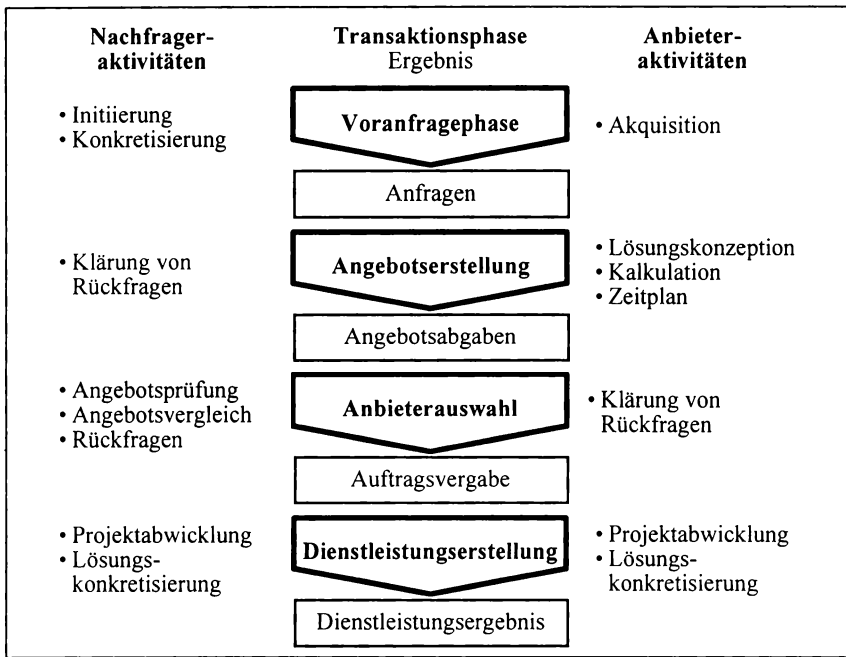 Nachfrager-
aktivitäten
Transaktionsphase
Ergebnis
Anbieter-
aktivitäten
• Initiierung
• Konkretisierung
Voranfragephase
• Akquisition
Anfragen
• Klärung von
Rückfragen
Angebotserstellung
• Lösungskonzeption
• Kalkulation
• Zeitplan
Angebotsabgaben
• Angebotsprüfung
• Angebotsvergleich
• Rückfragen
Anbieterauswahl
• Klärung von
Rückfragen
Auftragsvergabe
• Projektabwicklung
• Lösungs-
konkretisierung
Dienstleistungserstellung
• Projektabwicklung
• Lösungs-
konkretisierung
Dienstleistungsergebnis